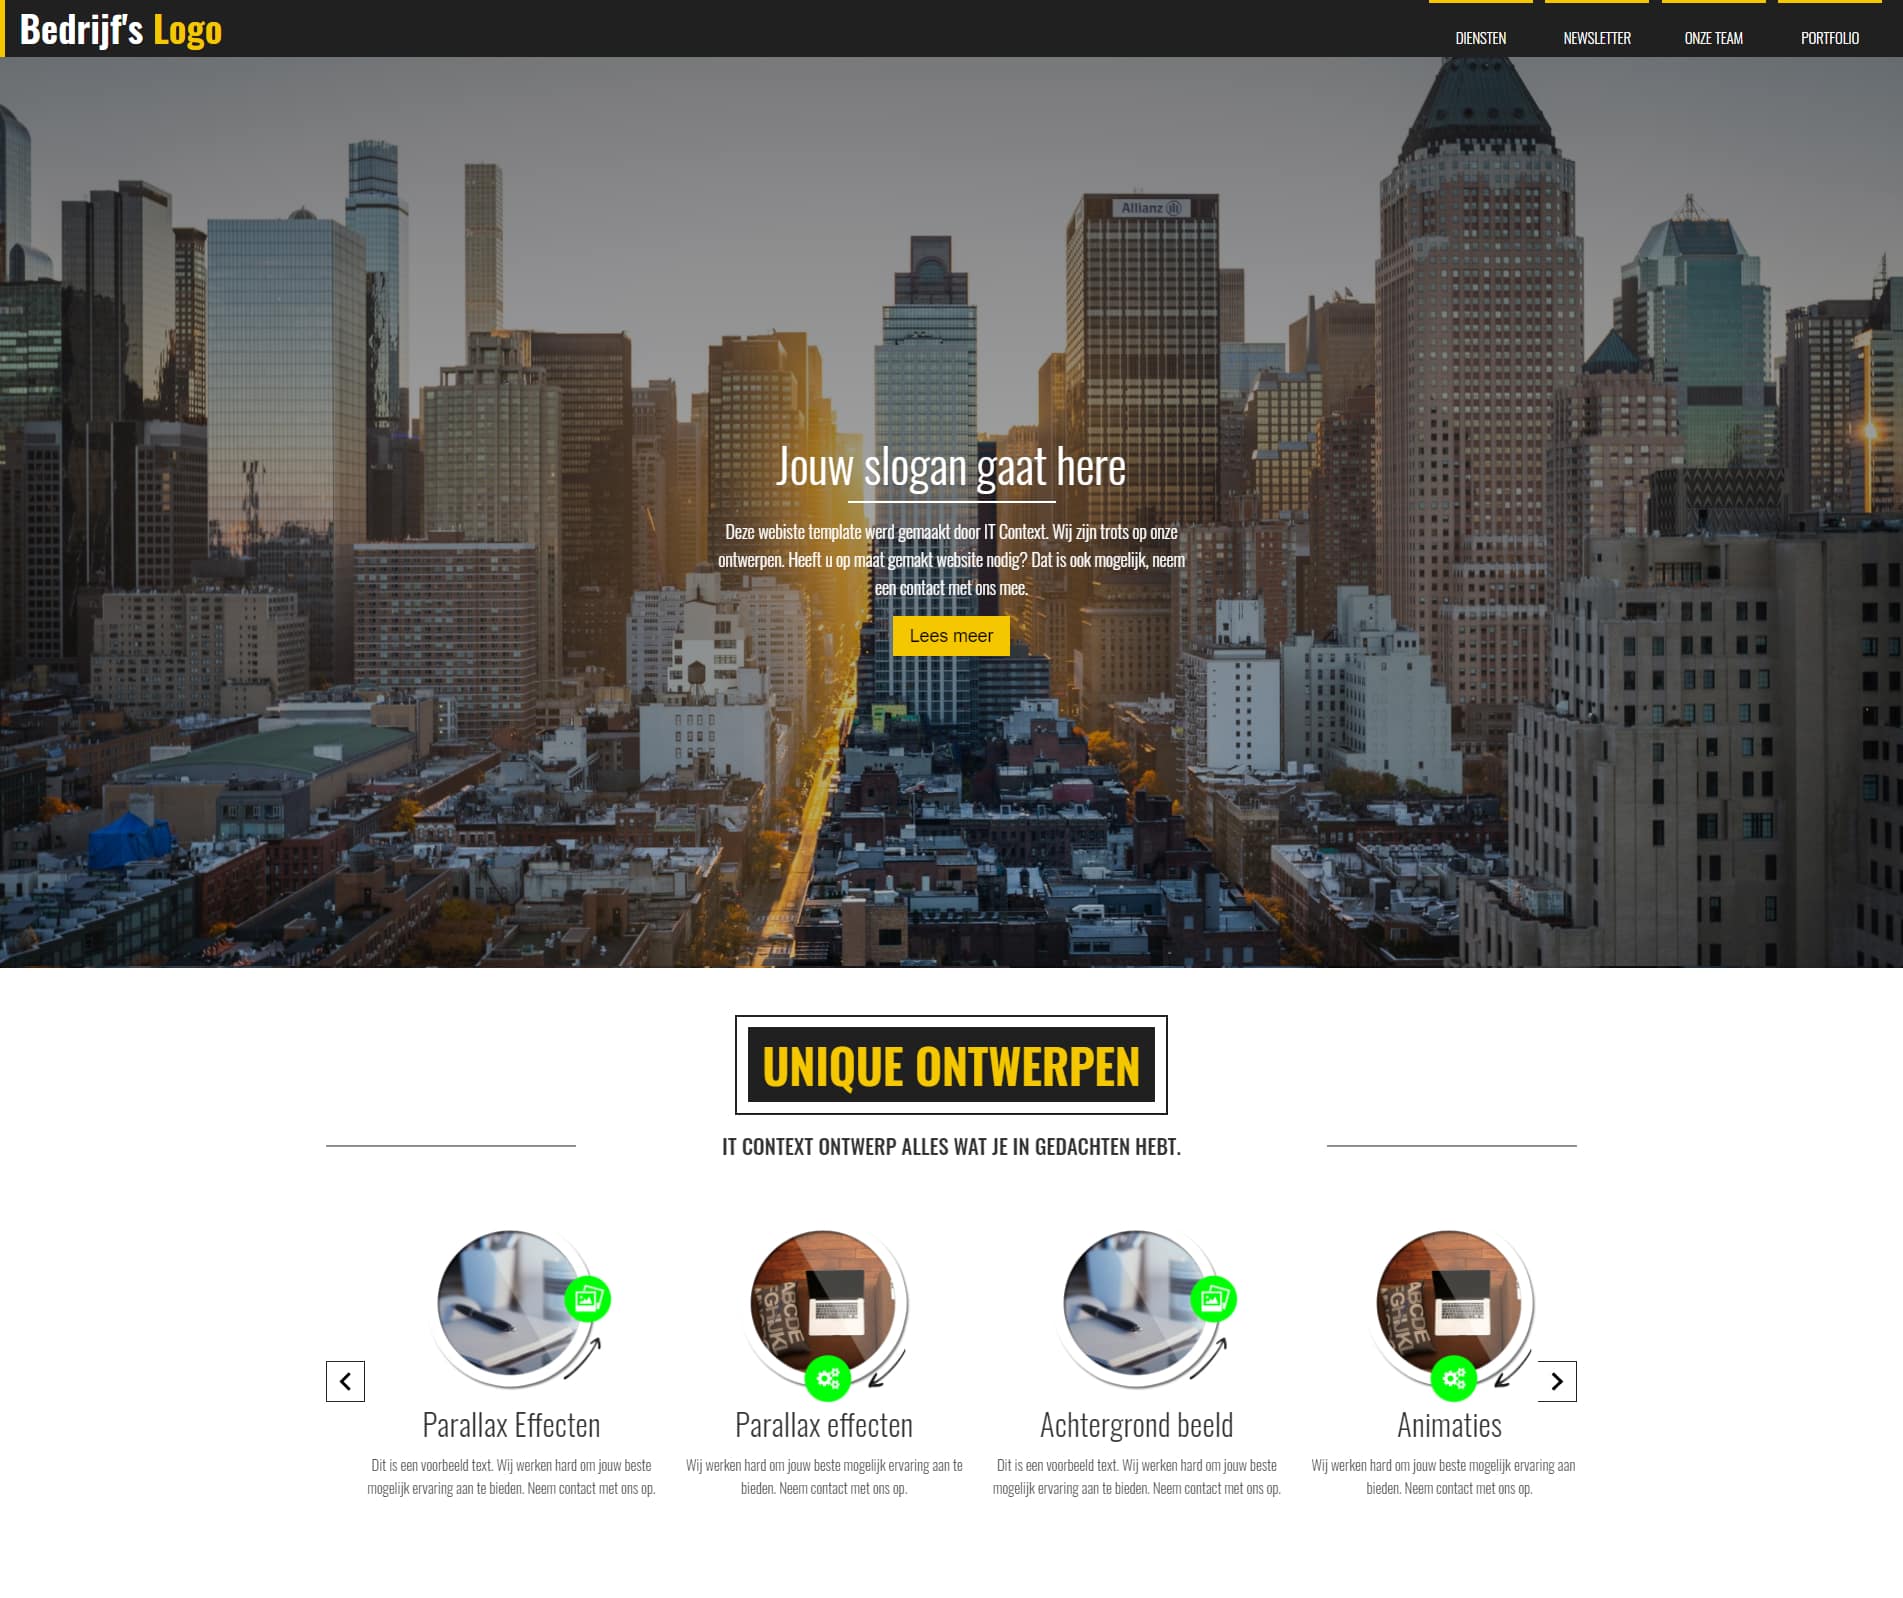 Bedrijf's Logo
DIENSTEN NEWSLETTER ONZE TEAM PORTFOLIO
Allianz
Jouw slogan gaat here
Deze webiste template werd gemaakt door IT Context. Wij zijn trots op onze
ontwerpen. Heeft u op maat gemakt website nodig? Dat is ook mogelijk, neem
een contact met ons mee.
Lees meer
UNIQUE ONTWERPEN
IT CONTEXT ONTWERP ALLES WAT JE IN GEDACHTEN HEBT.
Parallax Effecten
Dit is een voorbeeld text. Wij werken hard om jouw beste
mogelijk ervaring aan te bieden. Neem contact met ons op.
Parallax effecten
Wij werken hard om jouw beste mogelijk ervaring aan te
bieden. Neem contact met ons op.
Achtergrond beeld
Dit is een voorbeeld text. Wij werken hard om jouw beste
mogelijk ervaring aan te bieden. Neem contact met ons op.
Animaties
Wij werken hard om jouw beste mogelijk ervaring aan
bieden. Neem contact met ons op.